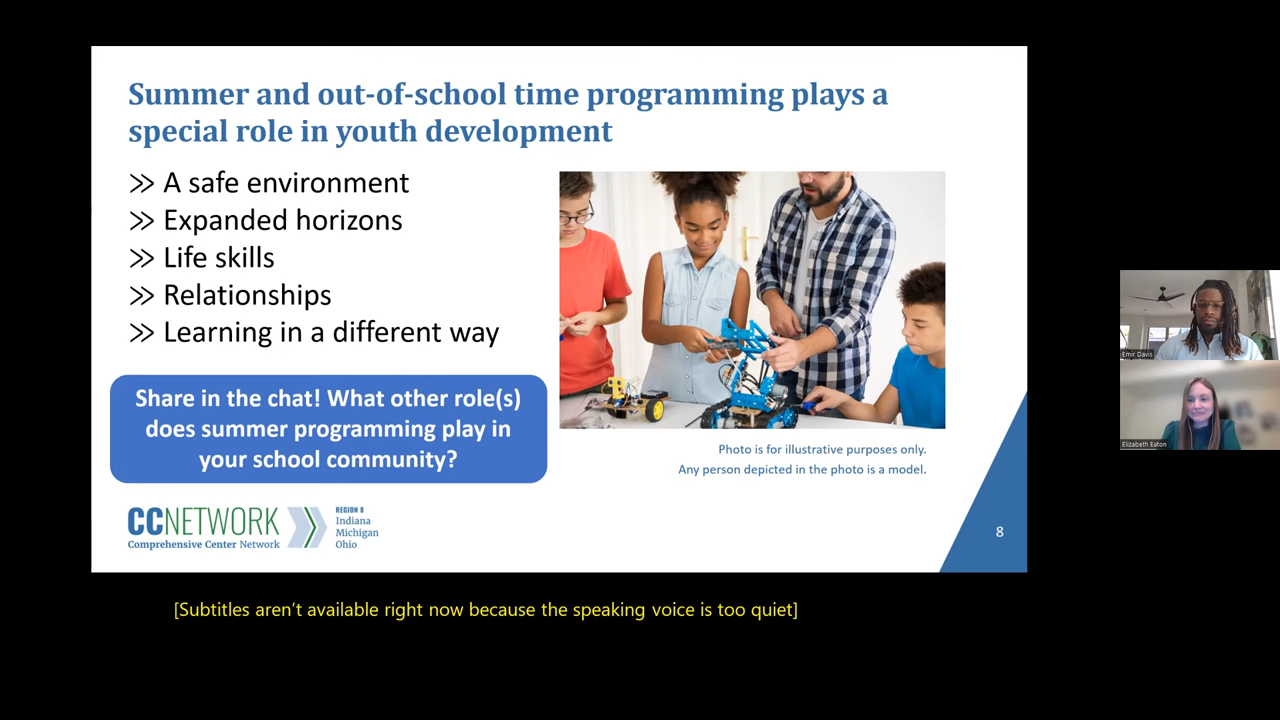 Summer and out-of-school time programming plays a
special role in youth development
>> A safe environment
>> Expanded horizons
>> Life skills
>> Relationships
>> Learning in a different way
Share in the chat! What other role(s)
does summer programming play in
your school community?
Photo is for illustrative purposes only.
Any person depicted in the photo is a model.
CCNETWORK
Comprehensive Center Network
REGION 8
Indiana
Michigan
Ohio
8
Emir Davis
Elizabeth Eaton
[Subtitles aren't available right now because the speaking voice is too quiet]